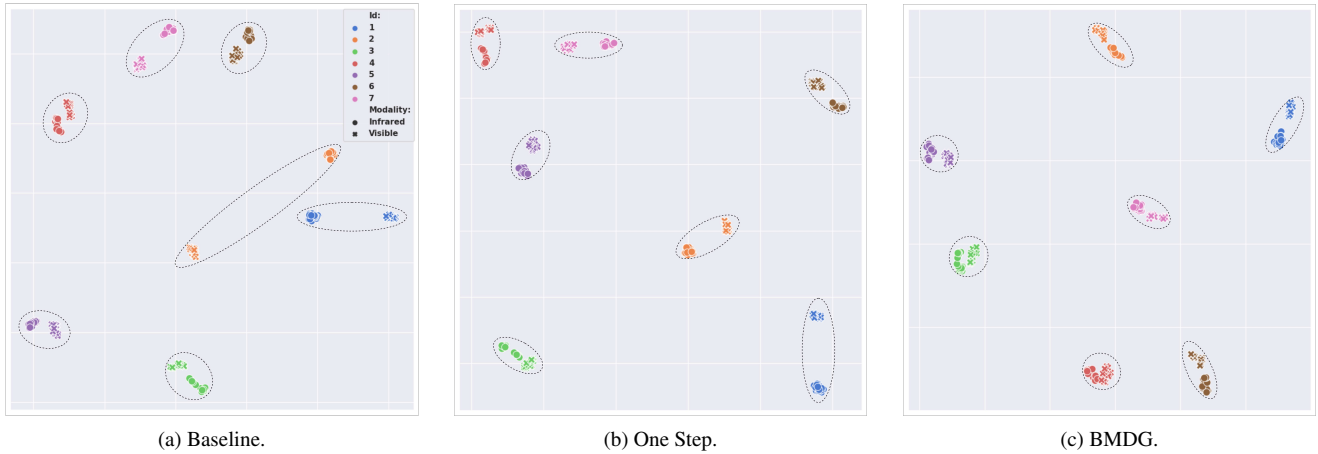 Id:
1
2
3
4
5
6
7
Modality:
Infrared
Visible
(a) Baseline.
(b) One Step.
(c) BMDG.